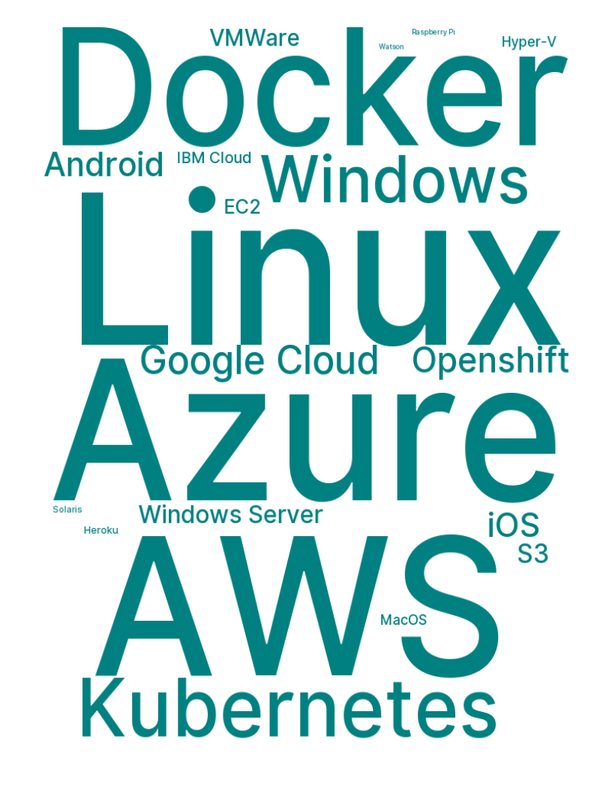 Raspberry Pi
VMWare
Hyper-V
Watson
Docker
IBM Cloud
Android
Windows
EC2
Linux
Google Cloud
Openshift
Azure
Solaris
Windows Server
iOS
Heroku
S3
AWS
MacOS
Kubernetes